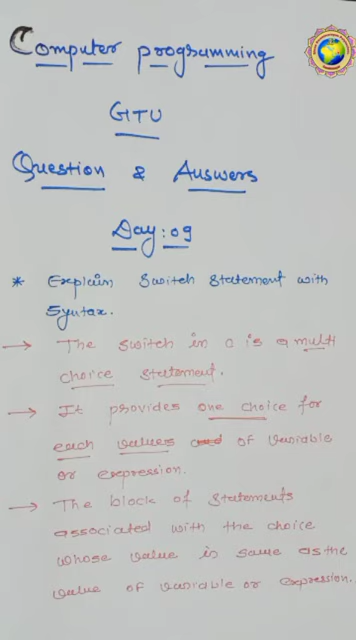 Computer programming
GTU
Question & Answers
Day:09
* Explain Switch Statement with
Syntax.
→ The switch in c is a multi
choice statement.
→ It provides one choice for
each values of variable
or expression.
→ The block of statements
associated with the choice
whose value is same as the
value of variable or expression.